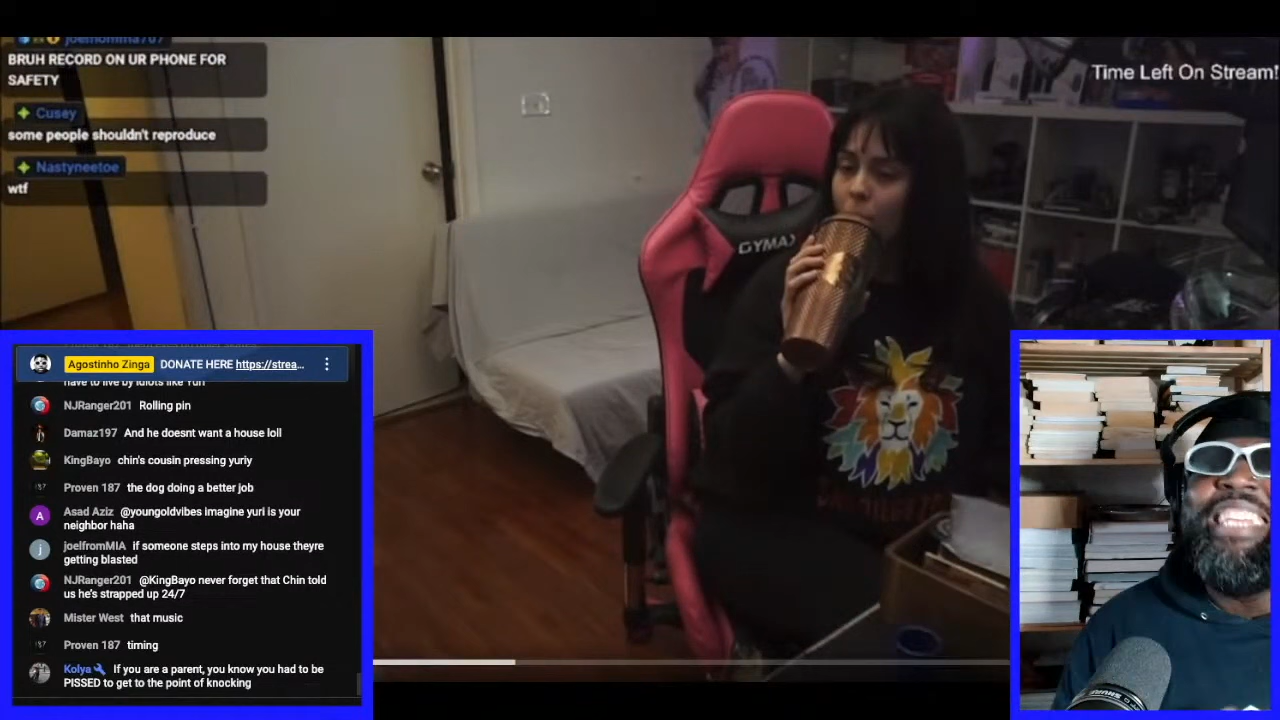 joelmomma707
BRUH RECORD ON UR PHONE FOR
SAFETY
Cusey
some people shouldn't reproduce
Nastyneetoe
wtf
Time Left On Stream!
GYMAX
Agostinho Zinga DONATE HERE https://strea...
have to live by idiots like Yuri
NJRanger201 Rolling pin
Damaz197 And he doesnt want a house loll
KingBayo chin's cousin pressing yuriy
Proven 187 the dog doing a better job
A Asad Aziz @youngoldvibes imagine yuri is your
neighbor haha
j joelfromMIA if someone steps into my house theyre
getting blasted
NJRanger201 @KingBayo never forget that Chin told
us he's strapped up 24/7
Mister West that music
Proven 187 timing
Kolya If you are a parent, you know you had to be
PISSED to get to the point of knocking
SHURE